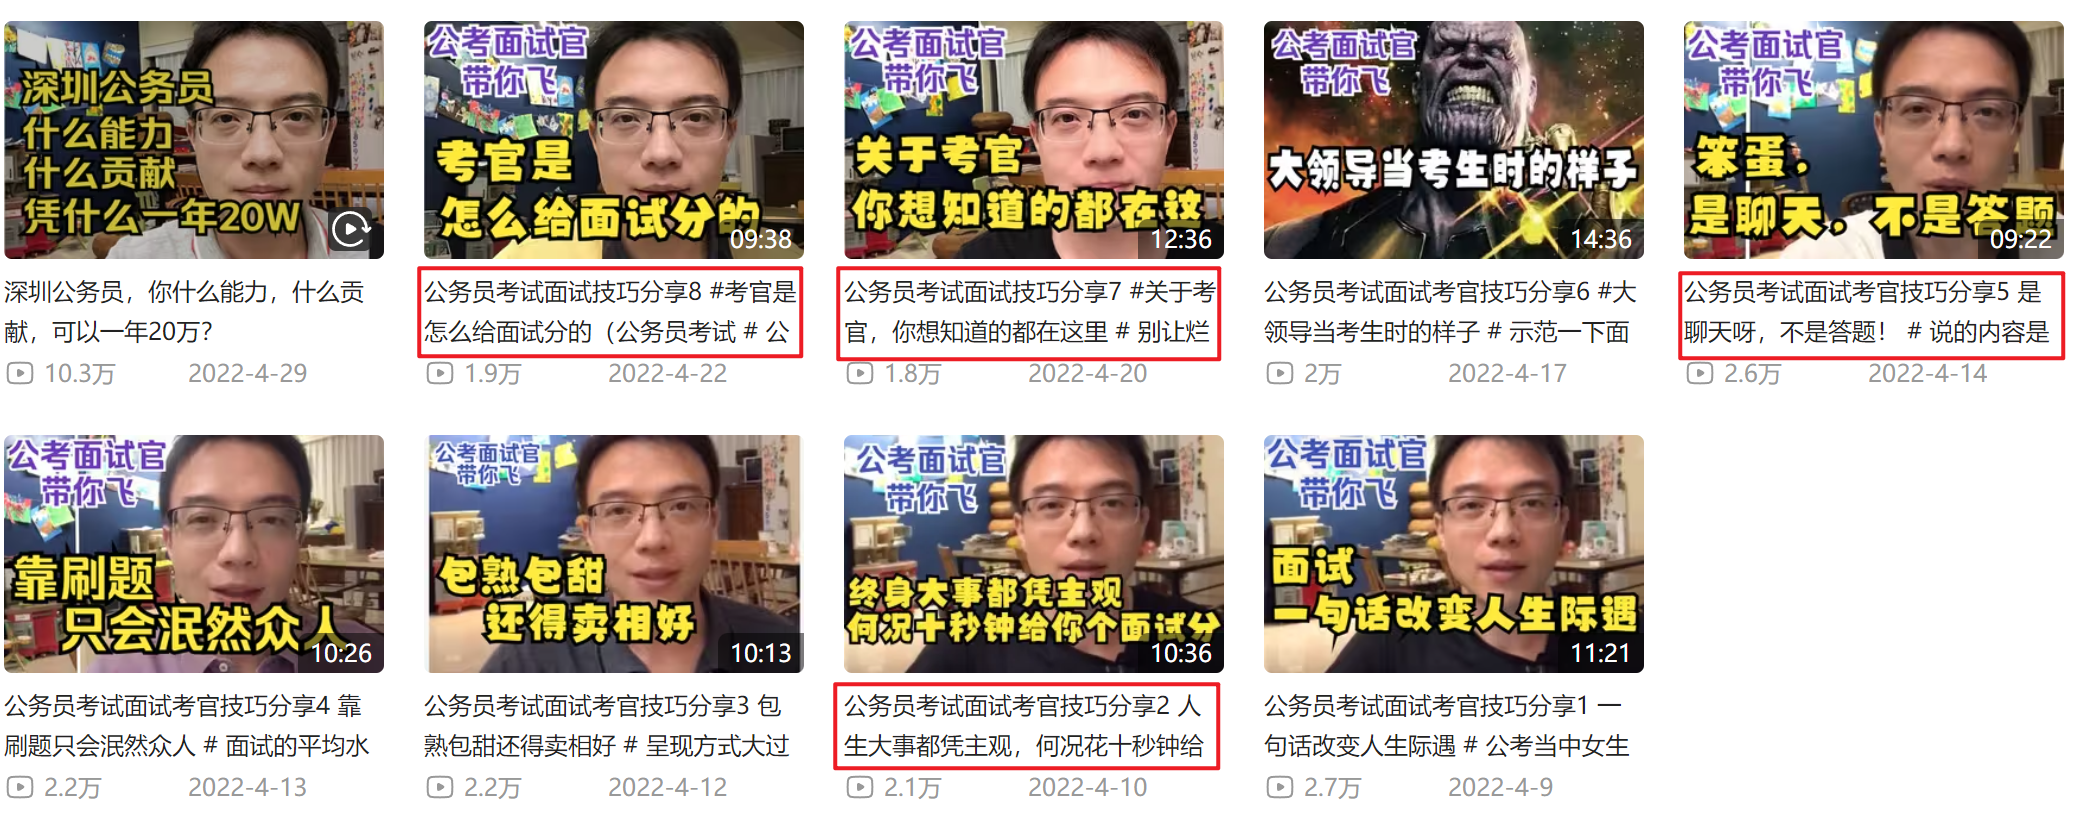 深圳公务员
什么能力
什么贡献
凭什么一年20W
深圳公务员，你什么能力，什么贡
献，可以一年20万？
10.3万 2022-4-29
公考面试官
带你飞
考官是
怎么给面试分的
09:38
公务员考试面试技巧分享8 #考官是
怎么给面试分的（公务员考试 # 公
1.9万 2022-4-22
公考面试官
带你飞
关于考官
你想知道的都在这
12:36
公务员考试面试技巧分享7 #关于考
官，你想知道的都在这里 # 别让烂
1.8万 2022-4-20
公考面试官
带你飞
大领导当考生时的样子
14:36
公务员考试面试考官技巧分享6 #大
领导当考生时的样子 # 示范一下面
2万 2022-4-17
公考面试官
带你飞
笨蛋，
是聊天，不是答题
09:22
公务员考试面试考官技巧分享5 是
聊天呀，不是答题！ # 说的内容是
2.6万 2022-4-14
公考面试官
带你飞
靠刷题
只会泯然众人
10:26
公务员考试面试考官技巧分享4 靠
刷题只会泯然众人 # 面试的平均水
2.2万 2022-4-13
公考面试官
带你飞
包熟包甜
还得卖相好
10:13
公务员考试面试考官技巧分享3 包
熟包甜还得卖相好 # 呈现方式大过
2.2万 2022-4-12
公考面试官
带你飞
终身大事都凭主观
何况十秒钟给你个面试分
10:36
公务员考试面试考官技巧分享2 人
生大事都凭主观，何况花十秒钟给
2.1万 2022-4-10
公考面试官
带你飞
面试
一句话改变人生际遇
11:21
公务员考试面试考官技巧分享1 一
句话改变人生际遇 # 公考当中女生
2.7万 2022-4-9